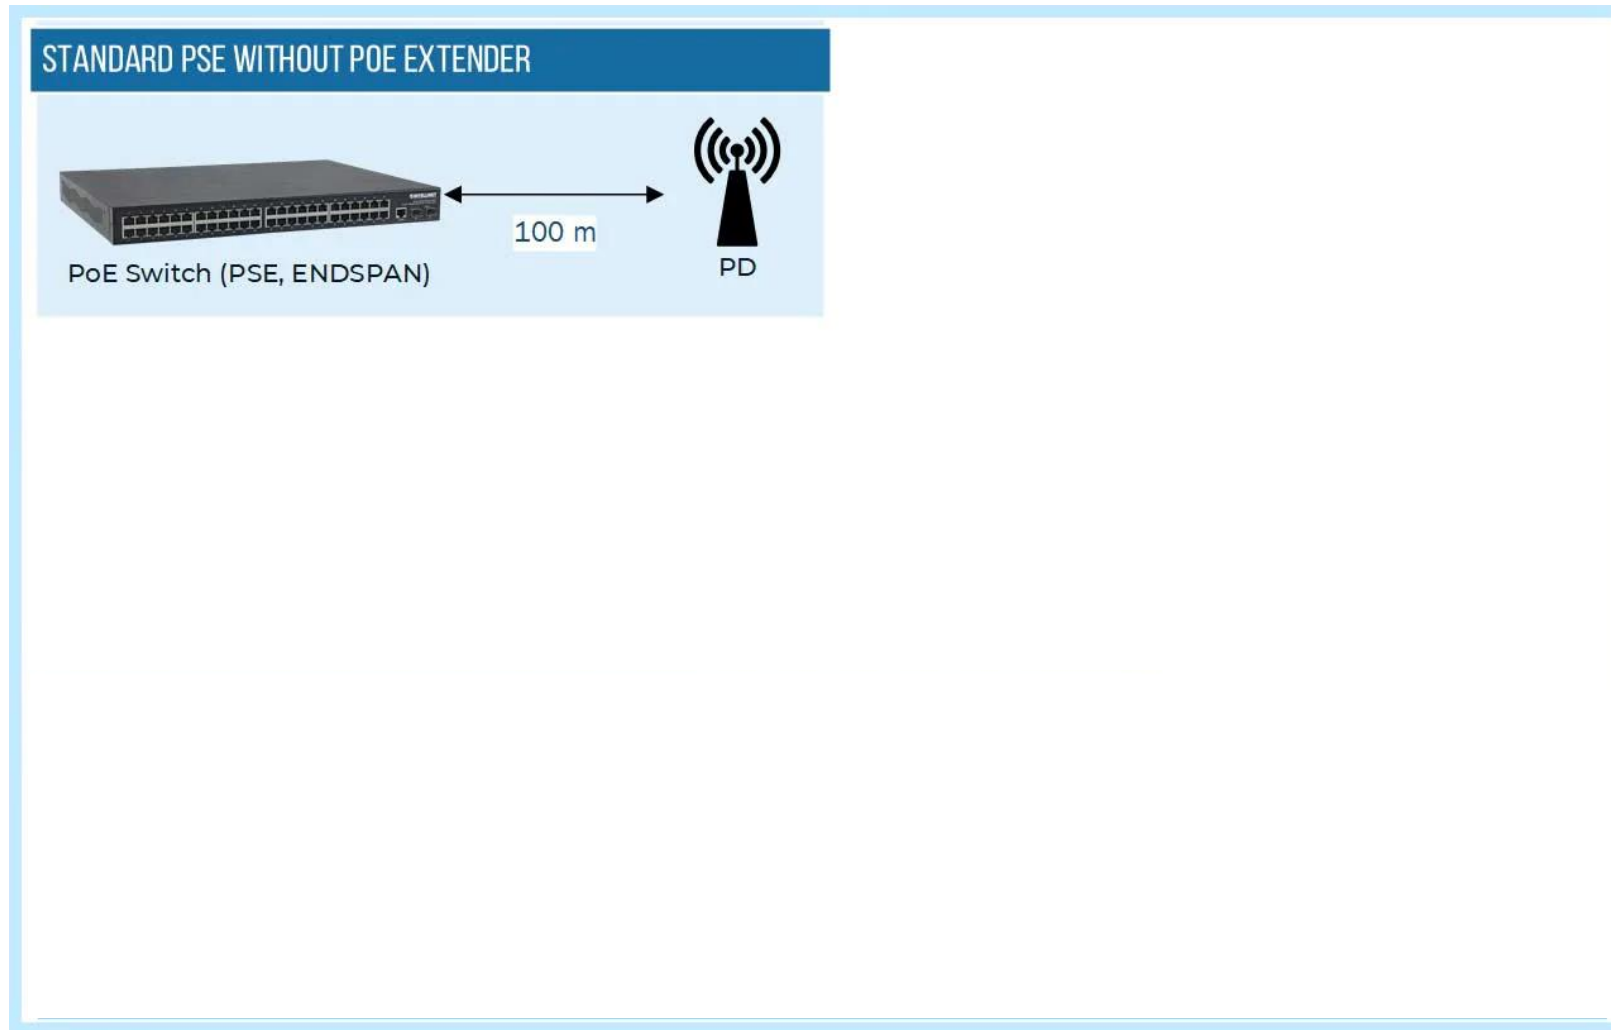 STANDARD PSE WITHOUT POE EXTENDER
100 m
PoE Switch (PSE, ENDSPAN)
PD